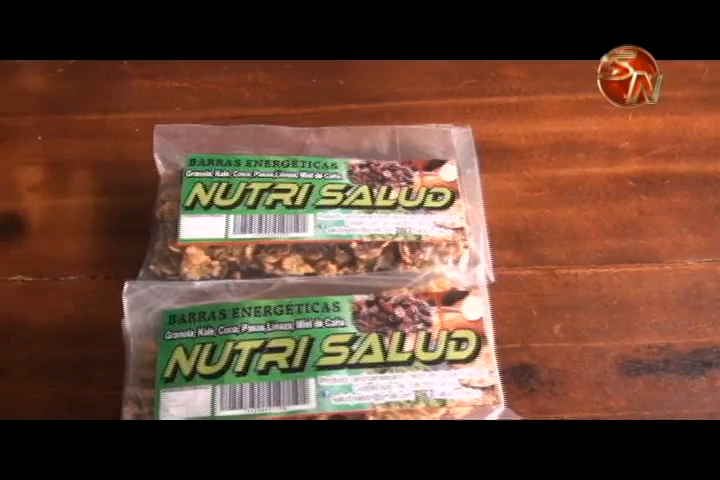 SN
BARRAS ENERGÉTICAS
Granola, Kale, Coco, Pasas, Linaza, Miel de Caña
NUTRI SALUD
BARRAS ENERGÉTICAS
Granola, Kale, Coco, Pasas, Linaza, Miel de Caña
NUTRI SALUD